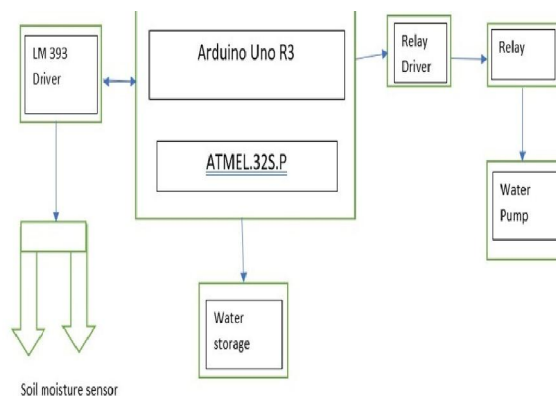 LM 393
Driver
Arduino Uno R3
ATMEL.32S.P
Relay
Driver
Relay
Water
Pump
Water
storage
Soil moisture sensor